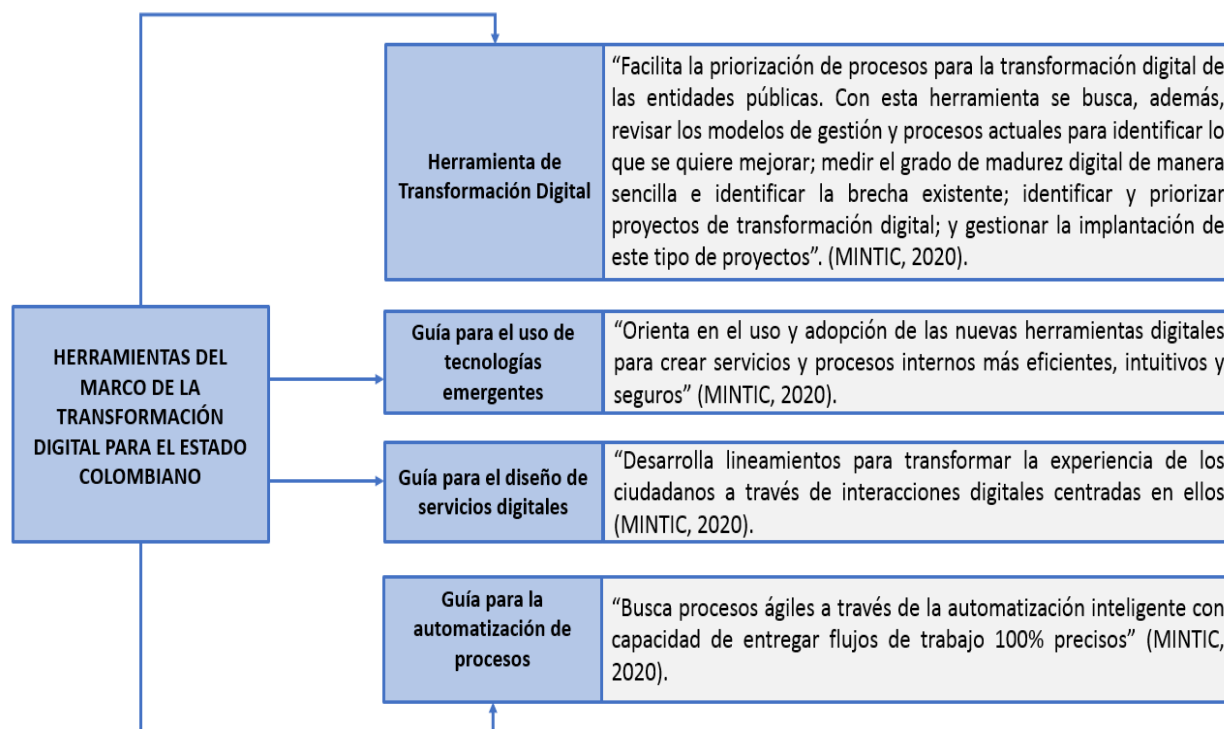 HERRAMIENTAS DEL
MARCO DE LA
TRANSFORMACIÓN
DIGITAL PARA EL ESTADO
COLOMBIANO
Herramienta de
Transformación Digital
“Facilita la priorización de procesos para la transformación digital de
las entidades públicas. Con esta herramienta se busca, además,
revisar los modelos de gestión y procesos actuales para identificar lo
que se quiere mejorar; medir el grado de madurez digital de manera
sencilla e identificar la brecha existente; identificar y priorizar
proyectos de transformación digital; y gestionar la implantación de
este tipo de proyectos”. (MINTIC, 2020).
Guía para el uso de
tecnologías
emergentes
“Orienta en el uso y adopción de las nuevas herramientas digitales
para crear servicios y procesos internos más eficientes, intuitivos y
seguros” (MINTIC, 2020).
Guía para el diseño de
servicios digitales
“Desarrolla lineamientos para transformar la experiencia de los
ciudadanos a través de interacciones digitales centradas en ellos
(MINTIC, 2020).
Guía para la
automatización de
procesos
“Busca procesos ágiles a través de la automatización inteligente con
capacidad de entregar flujos de trabajo 100% precisos” (MINTIC,
2020).